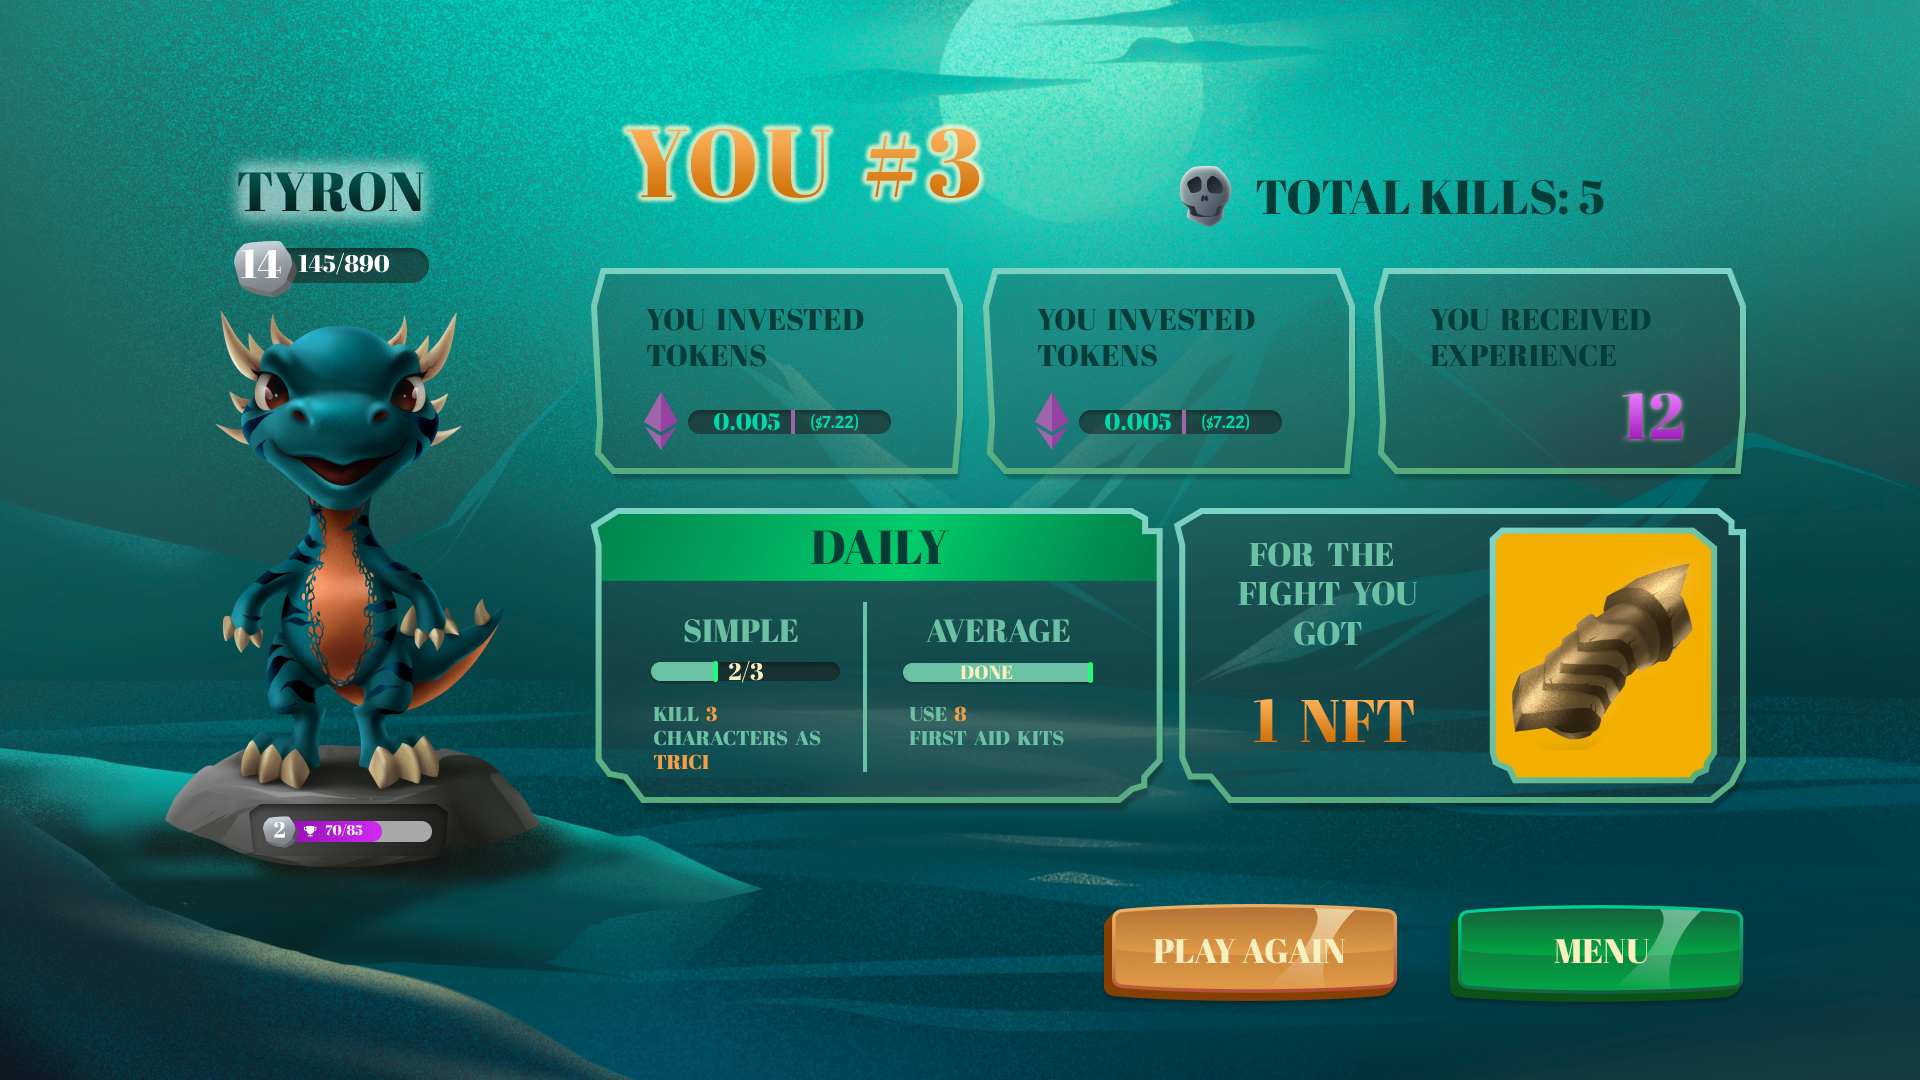 TYRON
14 145/890
YOU #3
TOTAL KILLS: 5
YOU INVESTED
TOKENS
0.005 ($7.22)
YOU INVESTED
TOKENS
0.005 ($7.22)
YOU RECEIVED
EXPERIENCE
12
DAILY
SIMPLE
2/3
KILL 3
CHARACTERS AS
TRICI
AVERAGE
DONE
USE 8
FIRST AID KITS
FOR THE
FIGHT YOU
GOT
1 NFT
2 70/85
PLAY AGAIN
MENU